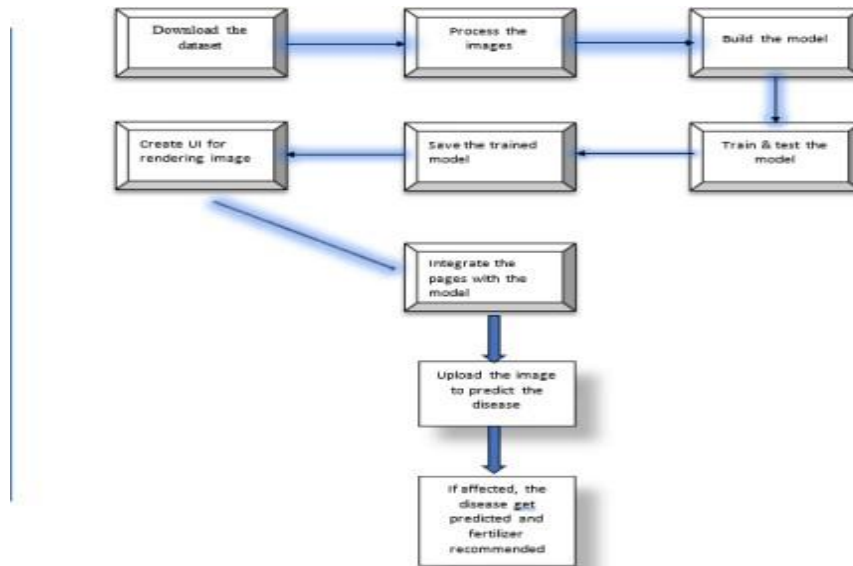 Download the
dataset
Process the
images
Build the model
Train & test the
model
Save the trained
model
Create UI for
rendering image
Integrate the
pages with the
model
Upload the image
to predict the
disease
If affected, the
disease get
predicted and
fertilizer
recommended